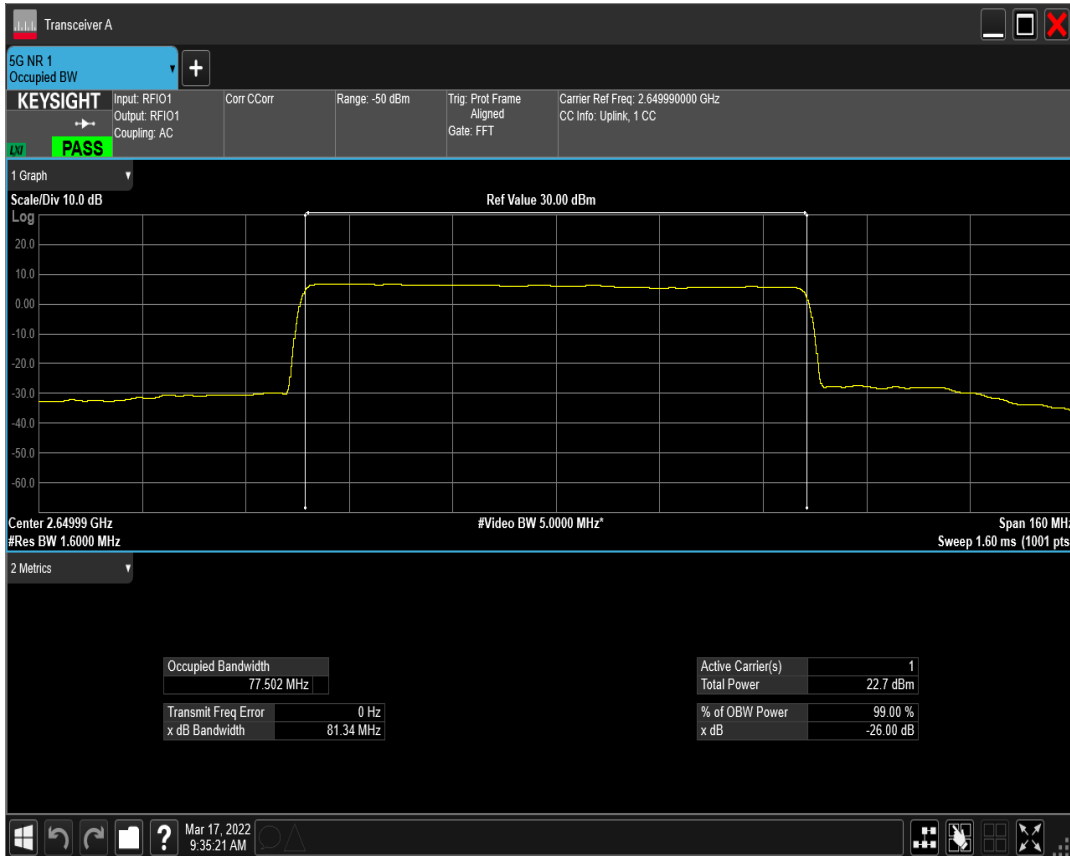 Transceiver A
5G NR 1
Occupied BW
KEYSIGHT
LXI
PASS
Input: RFIO1
Output: RFIO1
Coupling: AC
Corr CCorr
Range: -50 dBm
Trig: Prot Frame
Aligned
Gate: FFT
Carrier Ref Freq: 2.649990000 GHz
CC Info: Uplink, 1 CC
1 Graph
Scale/Div 10.0 dB
Ref Value 30.00 dBm
Log
20.0
10.0
0.00
-10.0
-20.0
-30.0
-40.0
-50.0
-60.0
Center 2.64999 GHz
#Video BW 5.0000 MHz*
Span 160 MHz
#Res BW 1.6000 MHz
Sweep 1.60 ms (1001 pts
2 Metrics
Occupied Bandwidth
77.502 MHz
Transmit Freq Error 0 Hz
x dB Bandwidth 81.34 MHz
Active Carrier(s) 1
Total Power 22.7 dBm
% of OBW Power 99.00 %
x dB -26.00 dB
?
Mar 17, 2022
9:35:21 AM